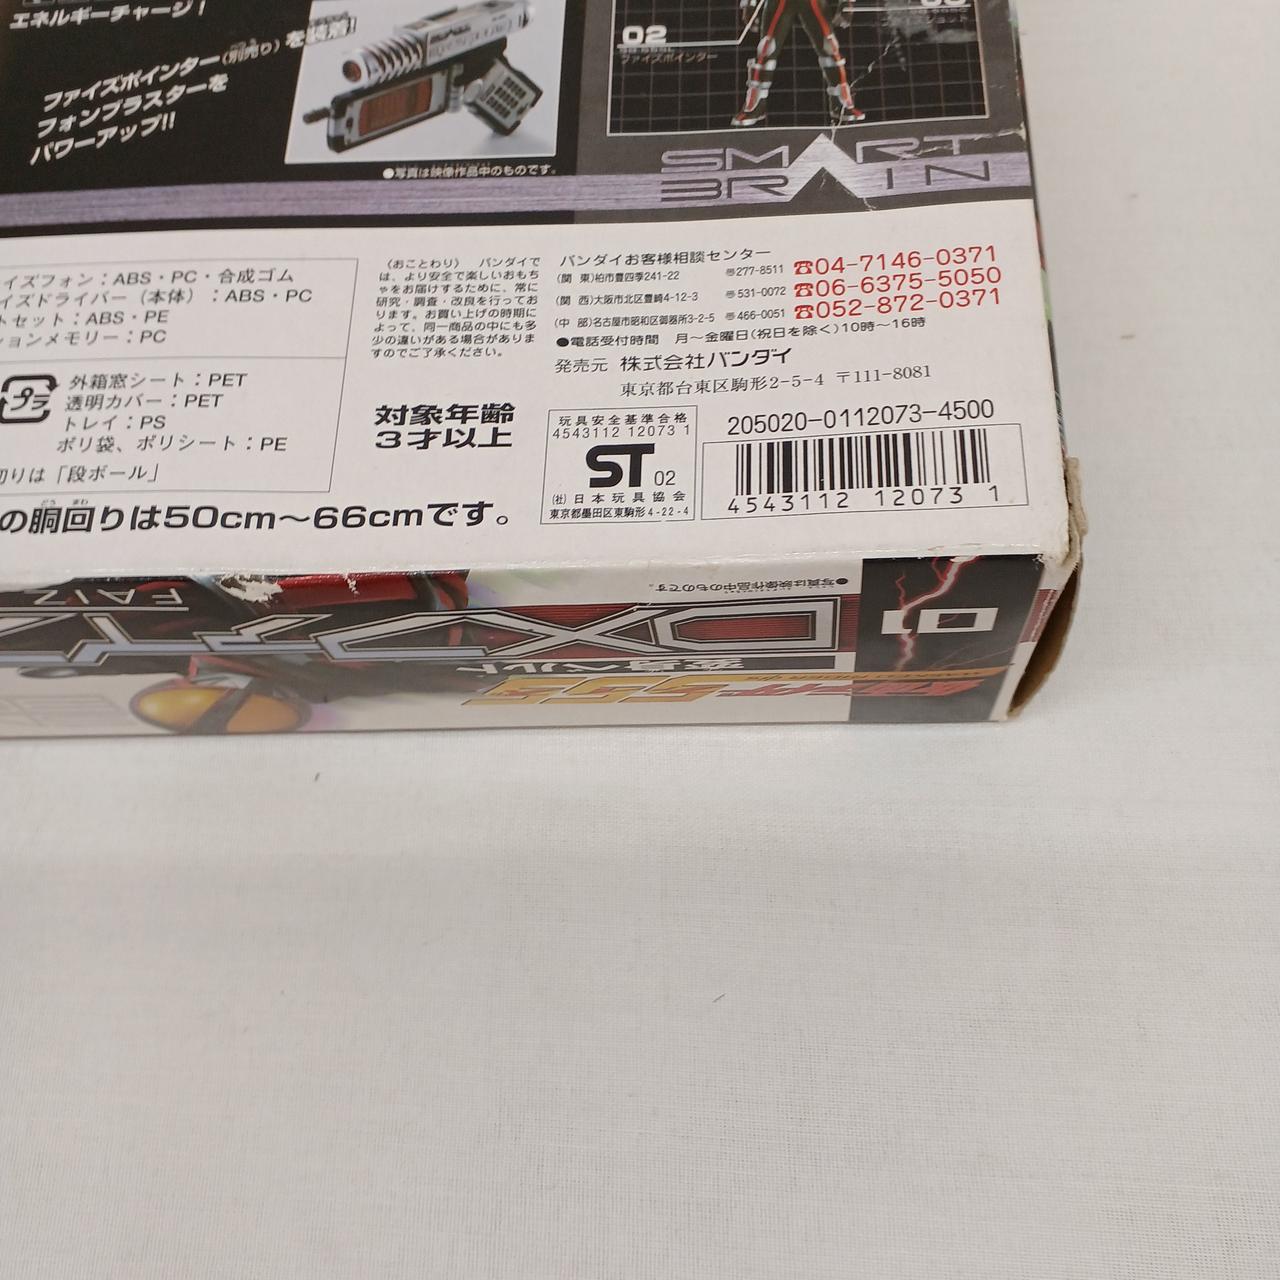 エネルギーチャージ!
ファイズポインター(別売り)を装着!
フォンブラスターを
パワーアップ!!
●写真は映像作品中のものです。
02
ファイズポインター
SMART
BRAIN
イズフォン:ABS・PC・合成ゴム
イズドライバー(本体):ABS・PC
トセット:ABS・PE
ションメモリー:PC
プラ
外箱窓シート:PET
透明カバー:PET
トレイ:PS
ポリ袋、ポリシート:PE
切りは「段ボール」
の胴回りは50cm〜66cmです。
(おことわり) バンダイで
は、より安全で楽しいおもち
ゃをお届けするために、常に
研究・調査・改良を行ってお
ります。お買い上げの時期に
よって、同一商品の中にも多
少の違いがある場合がありま
すのでご了承ください。
対象年齢
3才以上
バンダイお客様相談センター
(関 東)柏市豊四季241-22 〠277-8511 ☎04-7146-0371
(関 西)大阪市北区豊崎4-12-3 〠531-0072 ☎06-6375-5050
(中 部)名古屋市昭和区御器所3-2-5 〠466-0051 ☎052-872-0371
●電話受付時間 月〜金曜日(祝日を除く)10時〜16時
発売元 株式会社バンダイ
東京都台東区駒形2-5-4 〒111-8081
玩具安全基準合格
4543112 12073 1
ST 02
(社)日本玩具協会
東京都墨田区東駒形4-22-4
205020-0112073-4500
4543112 120731
●写真は映像作品中のものです。
FAIZ
DXファイズ
変身ベルト
555